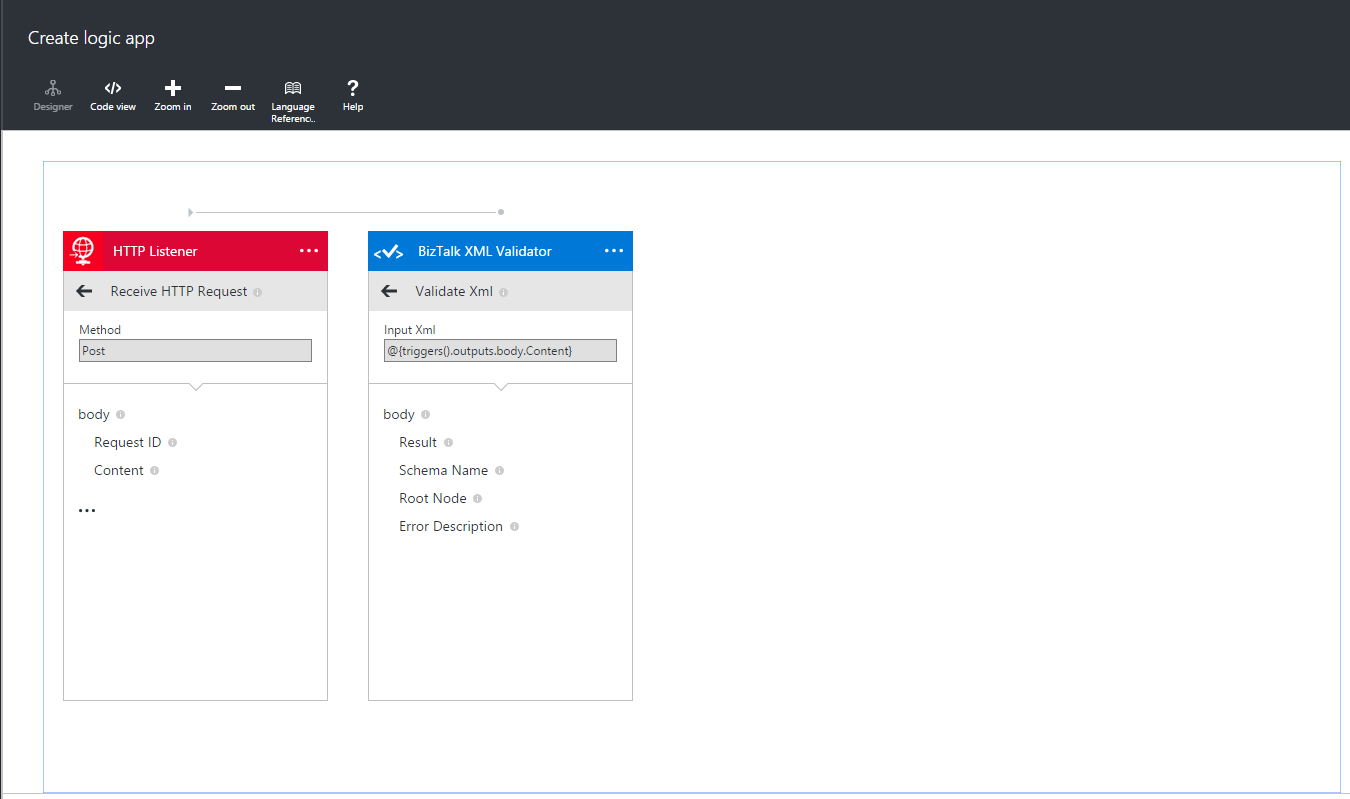 Create logic app
Designer
Code view
Zoom in
Zoom out
Language
Referenc..
Help
HTTP Listener
Receive HTTP Request
Method
Post
body
Request ID
Content
BizTalk XML Validator
Validate Xml
Input Xml
@{triggers().outputs.body.Content}
body
Result
Schema Name
Root Node
Error Description